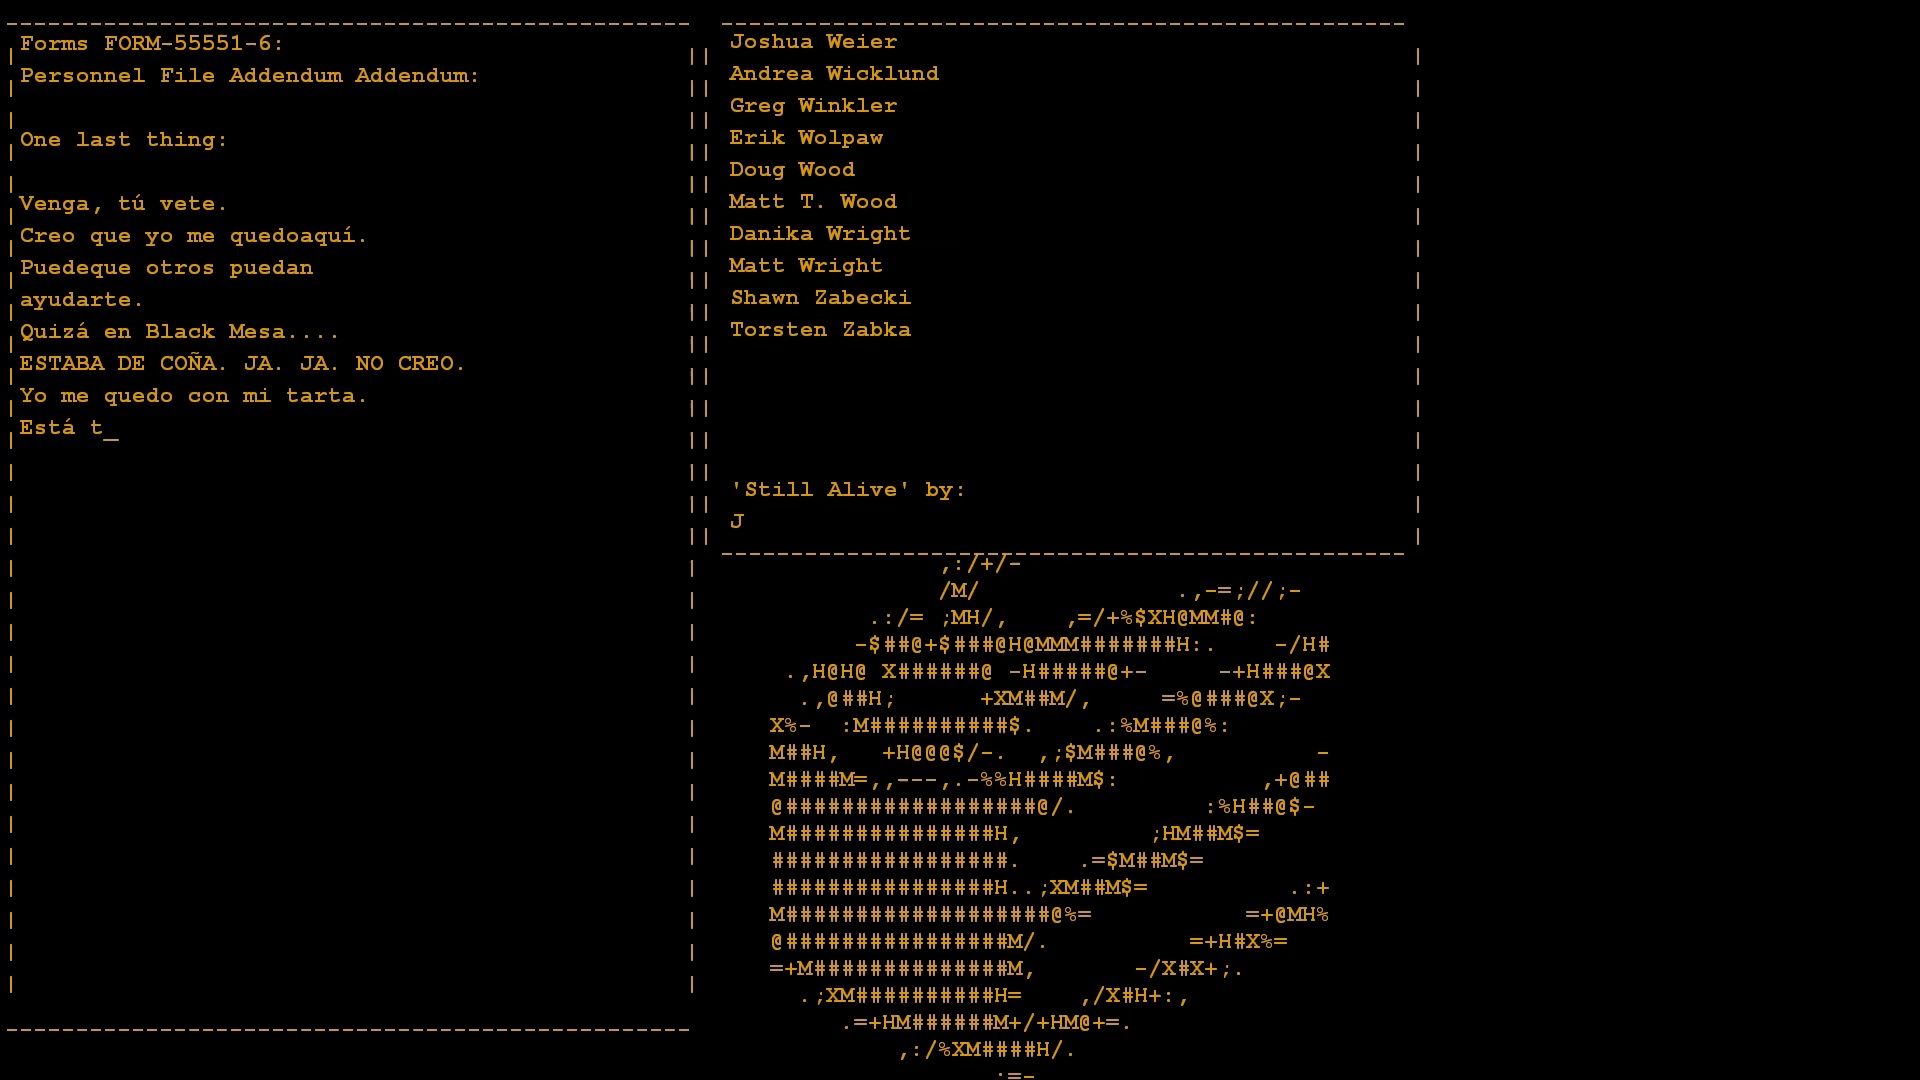 Forms FORM-55551-6:
Personnel File Addendum Addendum:
One last thing:
Venga, tú vete.
Creo que yo me quedoaquí.
Puedeque otros puedan
ayudarte.
Quizá en Black Mesa....
ESTABA DE COÑA. JA. JA. NO CREO.
Yo me quedo con mi tarta.
Está t_
Joshua Weier
Andrea Wicklund
Greg Winkler
Erik Wolpaw
Doug Wood
Matt T. Wood
Danika Wright
Matt Wright
Shawn Zabecki
Torsten Zabka
'Still Alive' by:
J